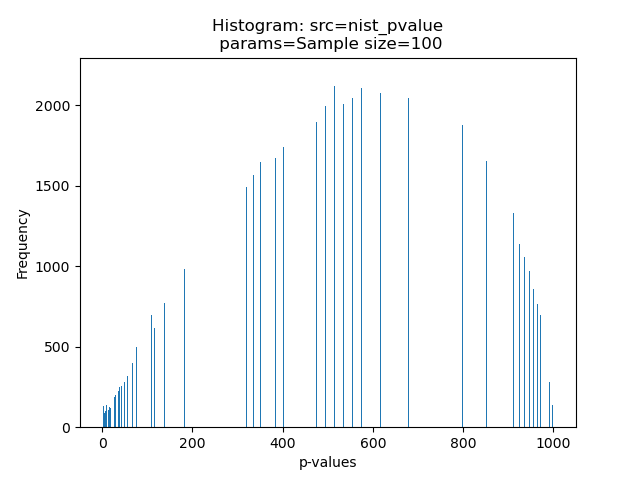 Histogram: src=nist_pvalue
params=Sample size=100
Frequency
2000
1500
1000
500
0
0 200 400 600 800 1000
p-values